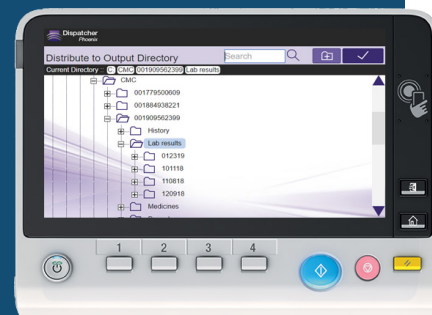 Dispatcher
Phoenix
Distribute to Output Directory
Search
Current Directory : C: CMC 001909562399 Lab results
CMC
001779500609
001884938221
001909562399
History
Lab results
012319
101118
110818
120918
Medicines
1 2 3 4